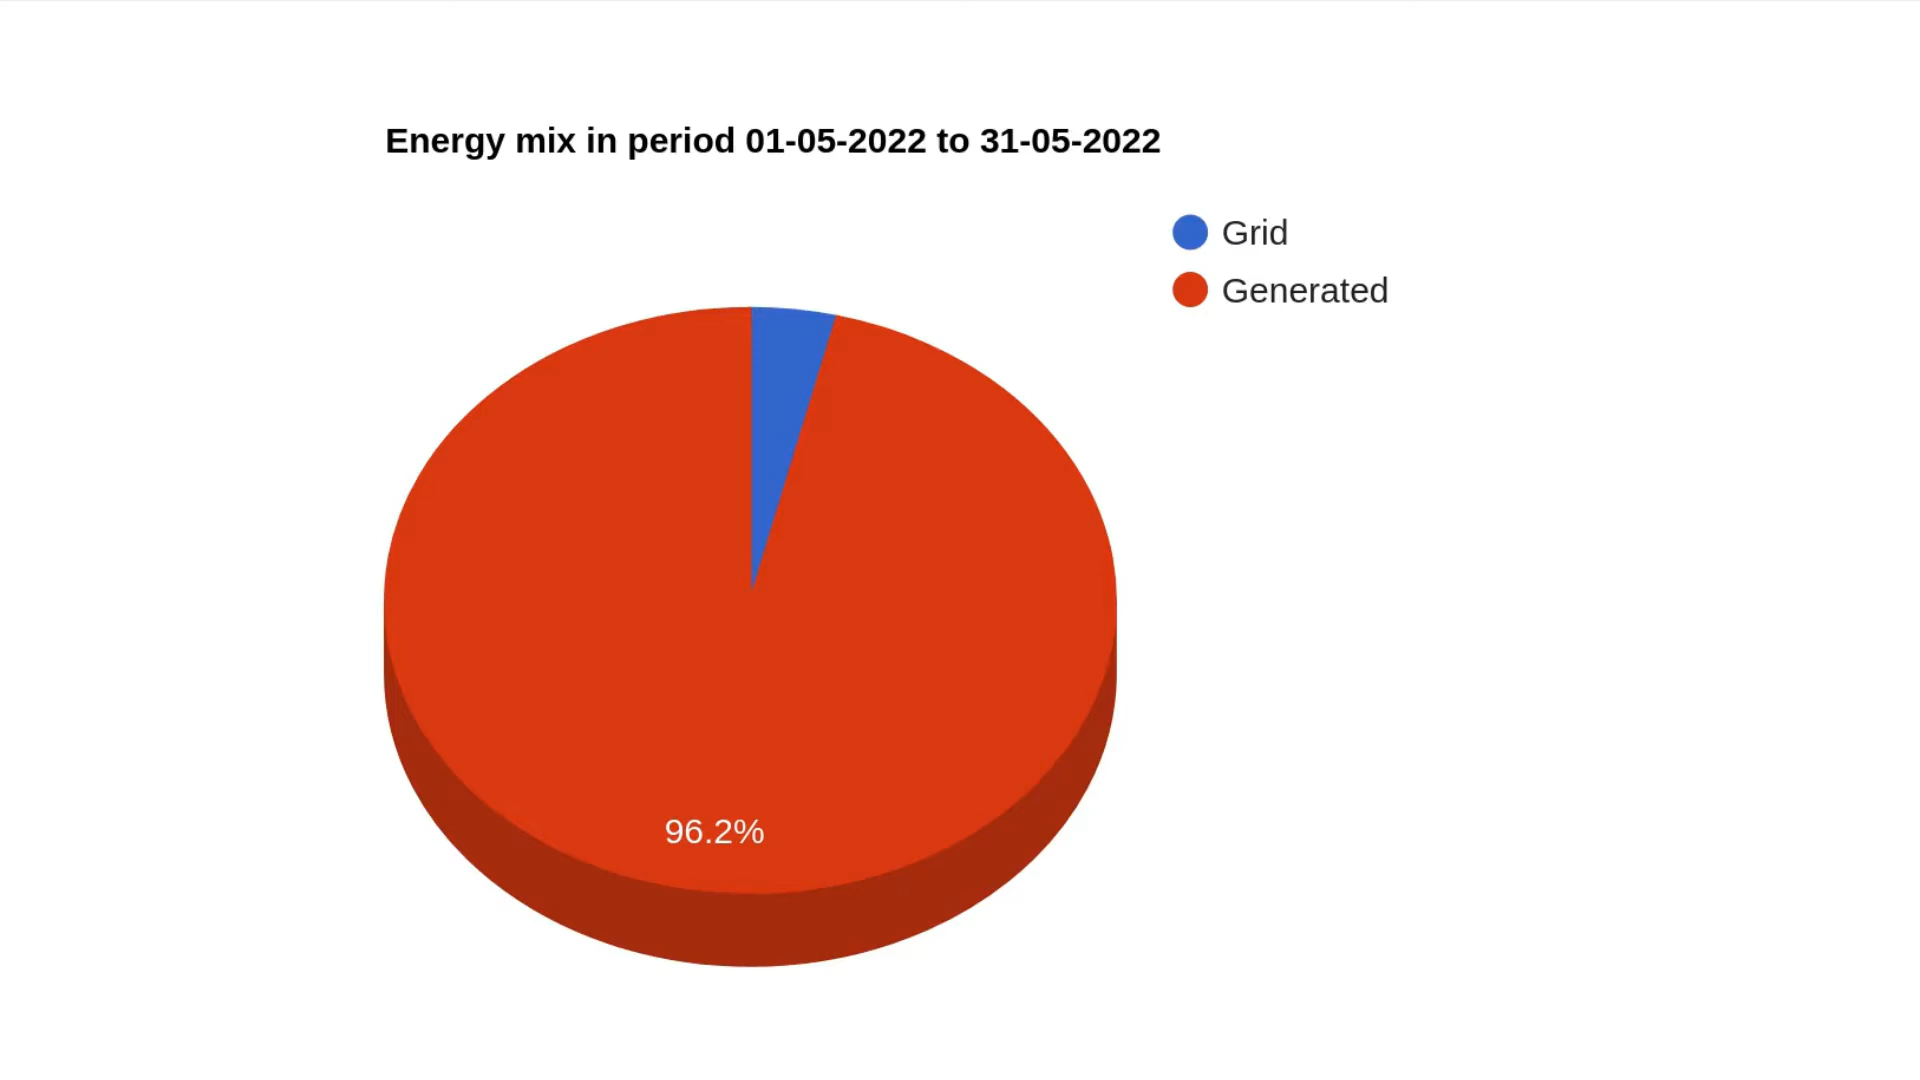 Energy mix in period 01-05-2022 to 31-05-2022
Grid
Generated
96.2%